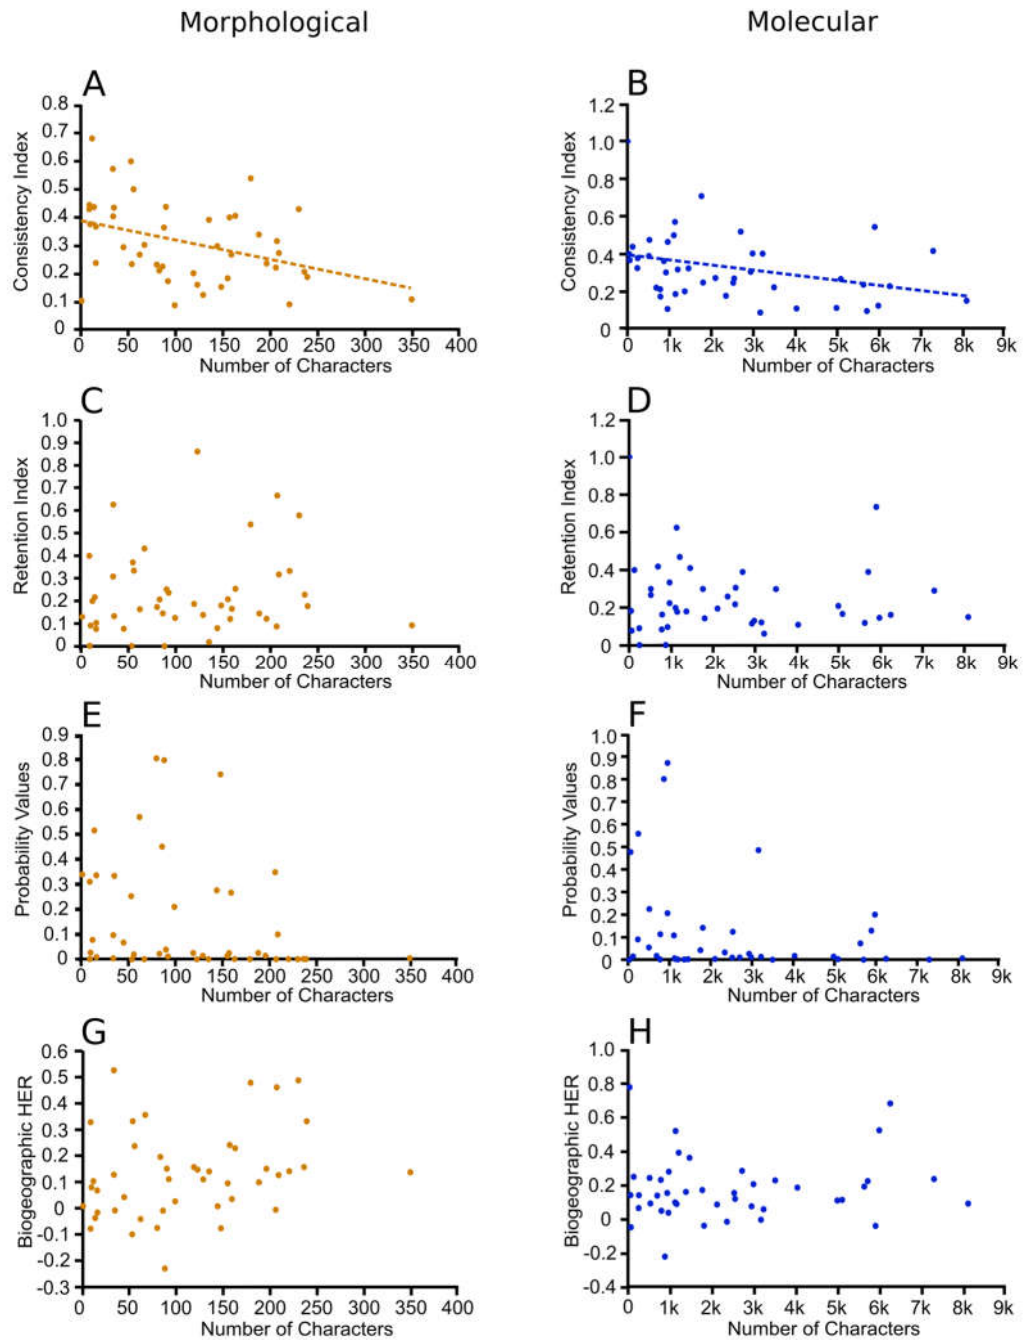 Morphological
Molecular
A
0.8
0.7
0.6
0.5
0.4
0.3
0.2
0.1
0
Consistency Index
0 50 100 150 200 250 300 350 400
Number of Characters
B
1.2
1.0
0.8
0.6
0.4
0.2
0
Consistency Index
0 1k 2k 3k 4k 5k 6k 7k 8k 9k
Number of Characters
C
1.0
0.9
0.8
0.7
0.6
0.5
0.4
0.3
0.2
0.1
0
Retention Index
0 50 100 150 200 250 300 350 400
Number of Characters
D
1.2
1.0
0.8
0.6
0.4
0.2
0
Retention Index
0 1k 2k 3k 4k 5k 6k 7k 8k 9k
Number of Characters
E
0.9
0.8
0.7
0.6
0.5
0.4
0.3
0.2
0.1
0
Probability Values
0 50 100 150 200 250 300 350 400
Number of Characters
F
1.0
0.9
0.8
0.7
0.6
0.5
0.4
0.3
0.2
0.1
0
Probability Values
0 1k 2k 3k 4k 5k 6k 7k 8k 9k
Number of Characters
G
0.6
0.5
0.4
0.3
0.2
0.1
0
-0.1
-0.2
-0.3
Biogeographic HER
0 50 100 150 200 250 300 350 400
Number of Characters
H
1.0
0.8
0.6
0.4
0.2
0
-0.2
-0.4
Biogeographic HER
0 1k 2k 3k 4k 5k 6k 7k 8k 9k
Number of Characters